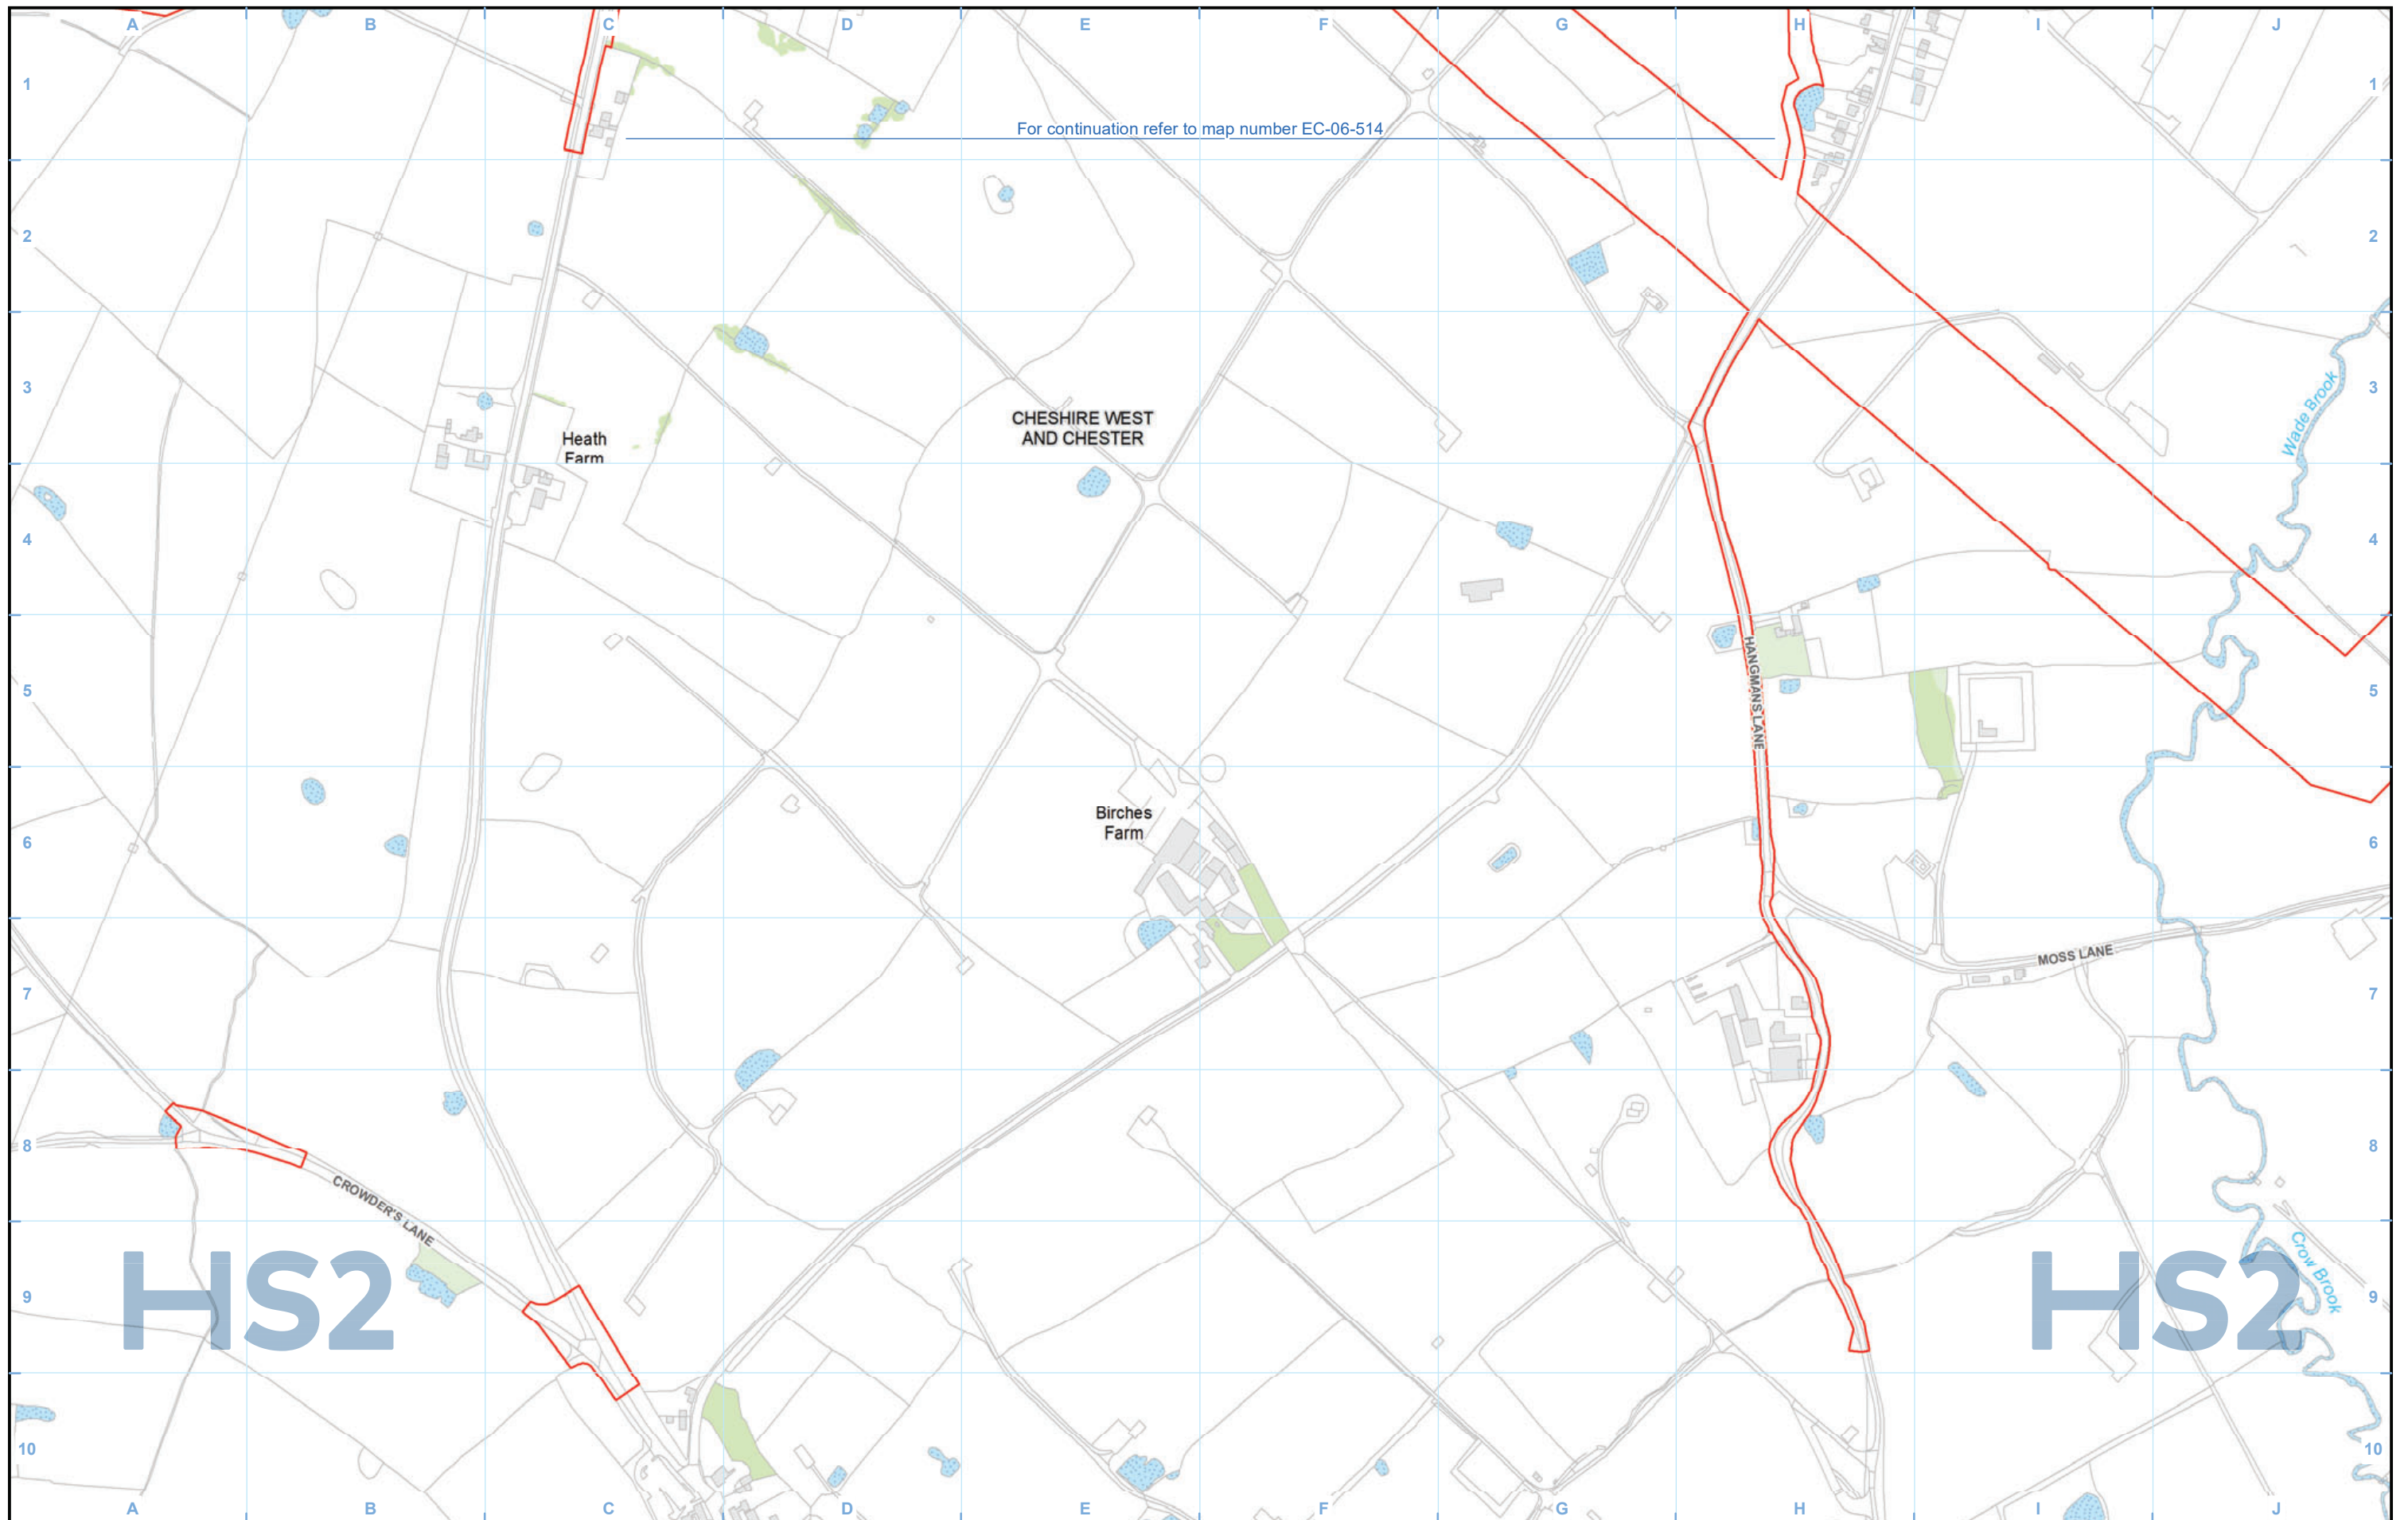 A B C D E F G H I J
1 1
For continuation refer to map number EC-06-514
2 2
3 3
Wade Brook
CHESHIRE WEST
AND CHESTER
Heath
Farm
4 4
HANGMANS LANE
5 5
Birches
Farm
6 6
MOSS LANE
7 7
8 8
CROWDER'S LANE
HS2
HS2
Crow Brook
9 9
10 10
A B C D E F G H I J